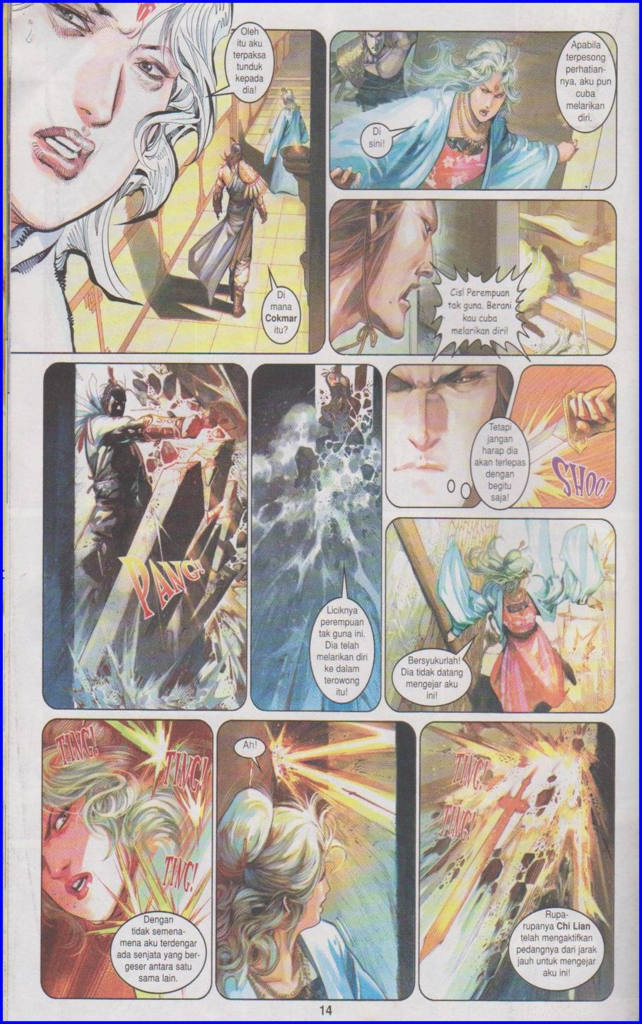 Oleh
itu aku
terpaksa
tunduk
kepada
dia!
Di
mana
Cokmar
itu?
Di
sini!
Apabila
terpesong
perhatian-
nya, aku pun
cuba
melarikan
diri.
Cis! Perempuan
tak guna. Berani
kau cuba
melarikan diri!
PANG!
Liciknya
perempuan
tak guna ini.
Dia telah
melarikan diri
ke dalam
terowong
itu!
Tetapi
jangan
harap dia
akan terlepas
dengan
begitu
saja!
SHOO!
Bersyukurlah!
Dia tidak datang
mengejar aku
ini!
TING!
TING!
TING!
Dengan
tidak semena-
mena aku terdengar
ada senjata yang ber-
geser antara satu
sama lain.
Ah!
TING!
TING!
Rupa-
rupanya Chi Lian
telah mengaktifkan
pedangnya dari jarak
jauh untuk mengejar
aku ini!
14